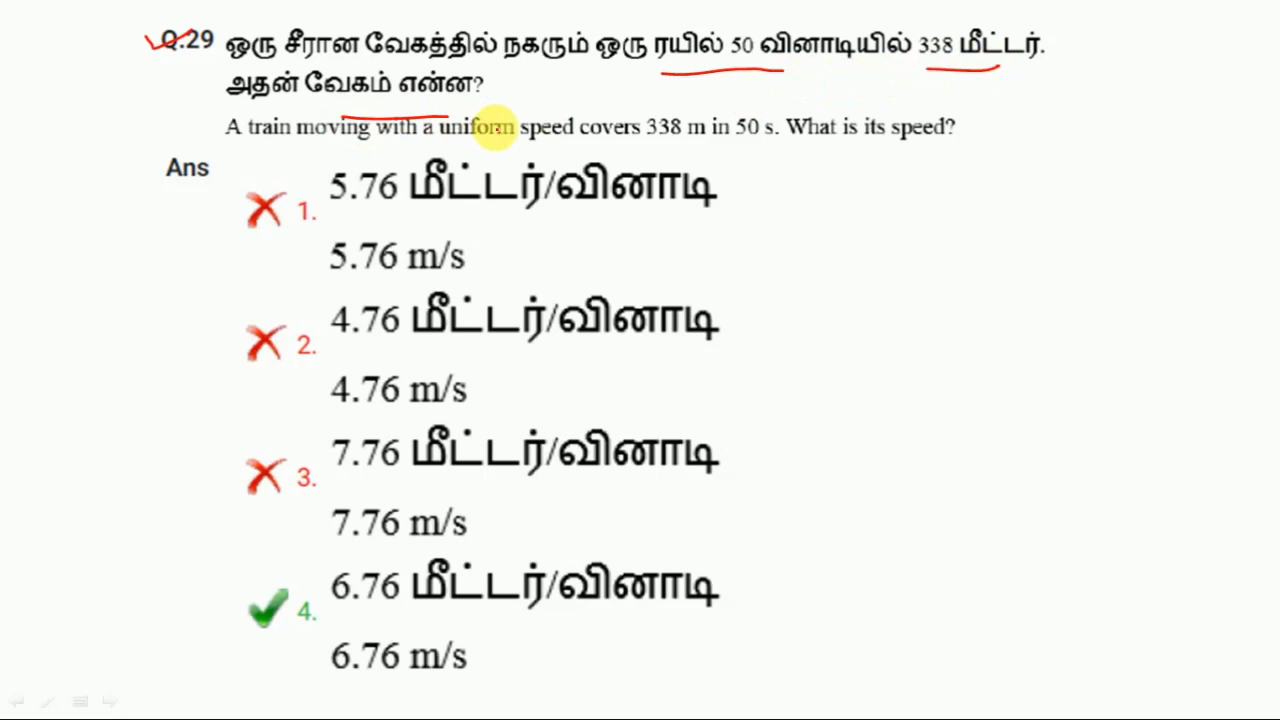 Q.29 ஒரு சீரான வேகத்தில் நகரும் ஒரு ரயில் 50 வினாடியில் 338 மீட்டர்.
அதன் வேகம் என்ன?
A train moving with a uniform speed covers 338 m in 50 s. What is its speed?
Ans
1. 5.76 மீட்டர்/வினாடி
5.76 m/s
2. 4.76 மீட்டர்/வினாடி
4.76 m/s
3. 7.76 மீட்டர்/வினாடி
7.76 m/s
4. 6.76 மீட்டர்/வினாடி
6.76 m/s